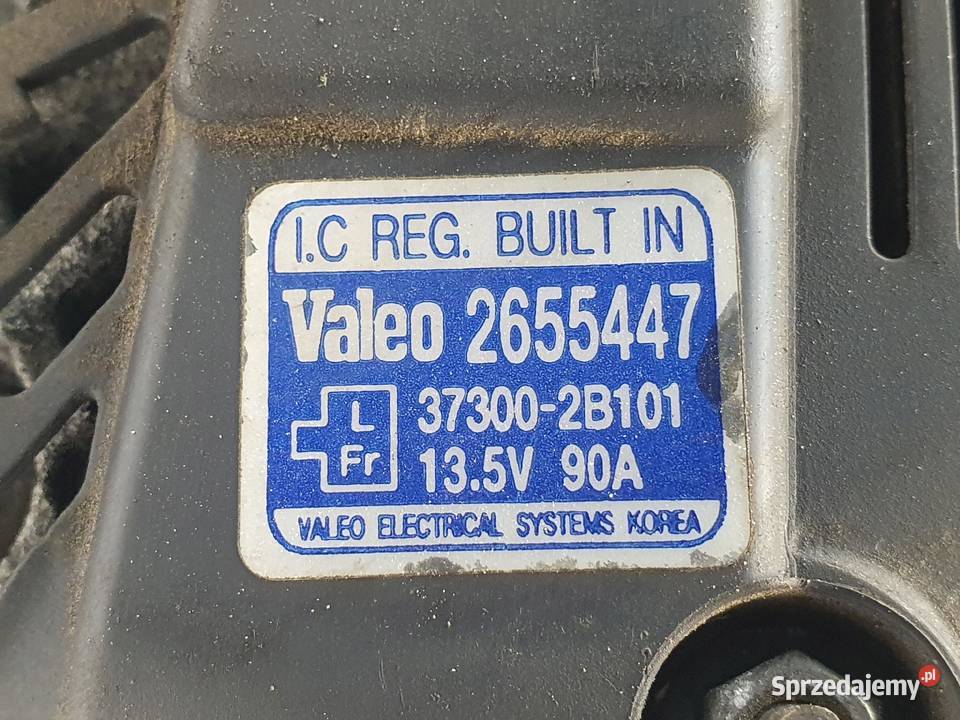 I.C REG. BUILT IN
Valeo 2655447
L 37300-2B101
Fr 13.5V 90A
VALEO ELECTRICAL SYSTEMS KOREA
Sprzedajemy.pl